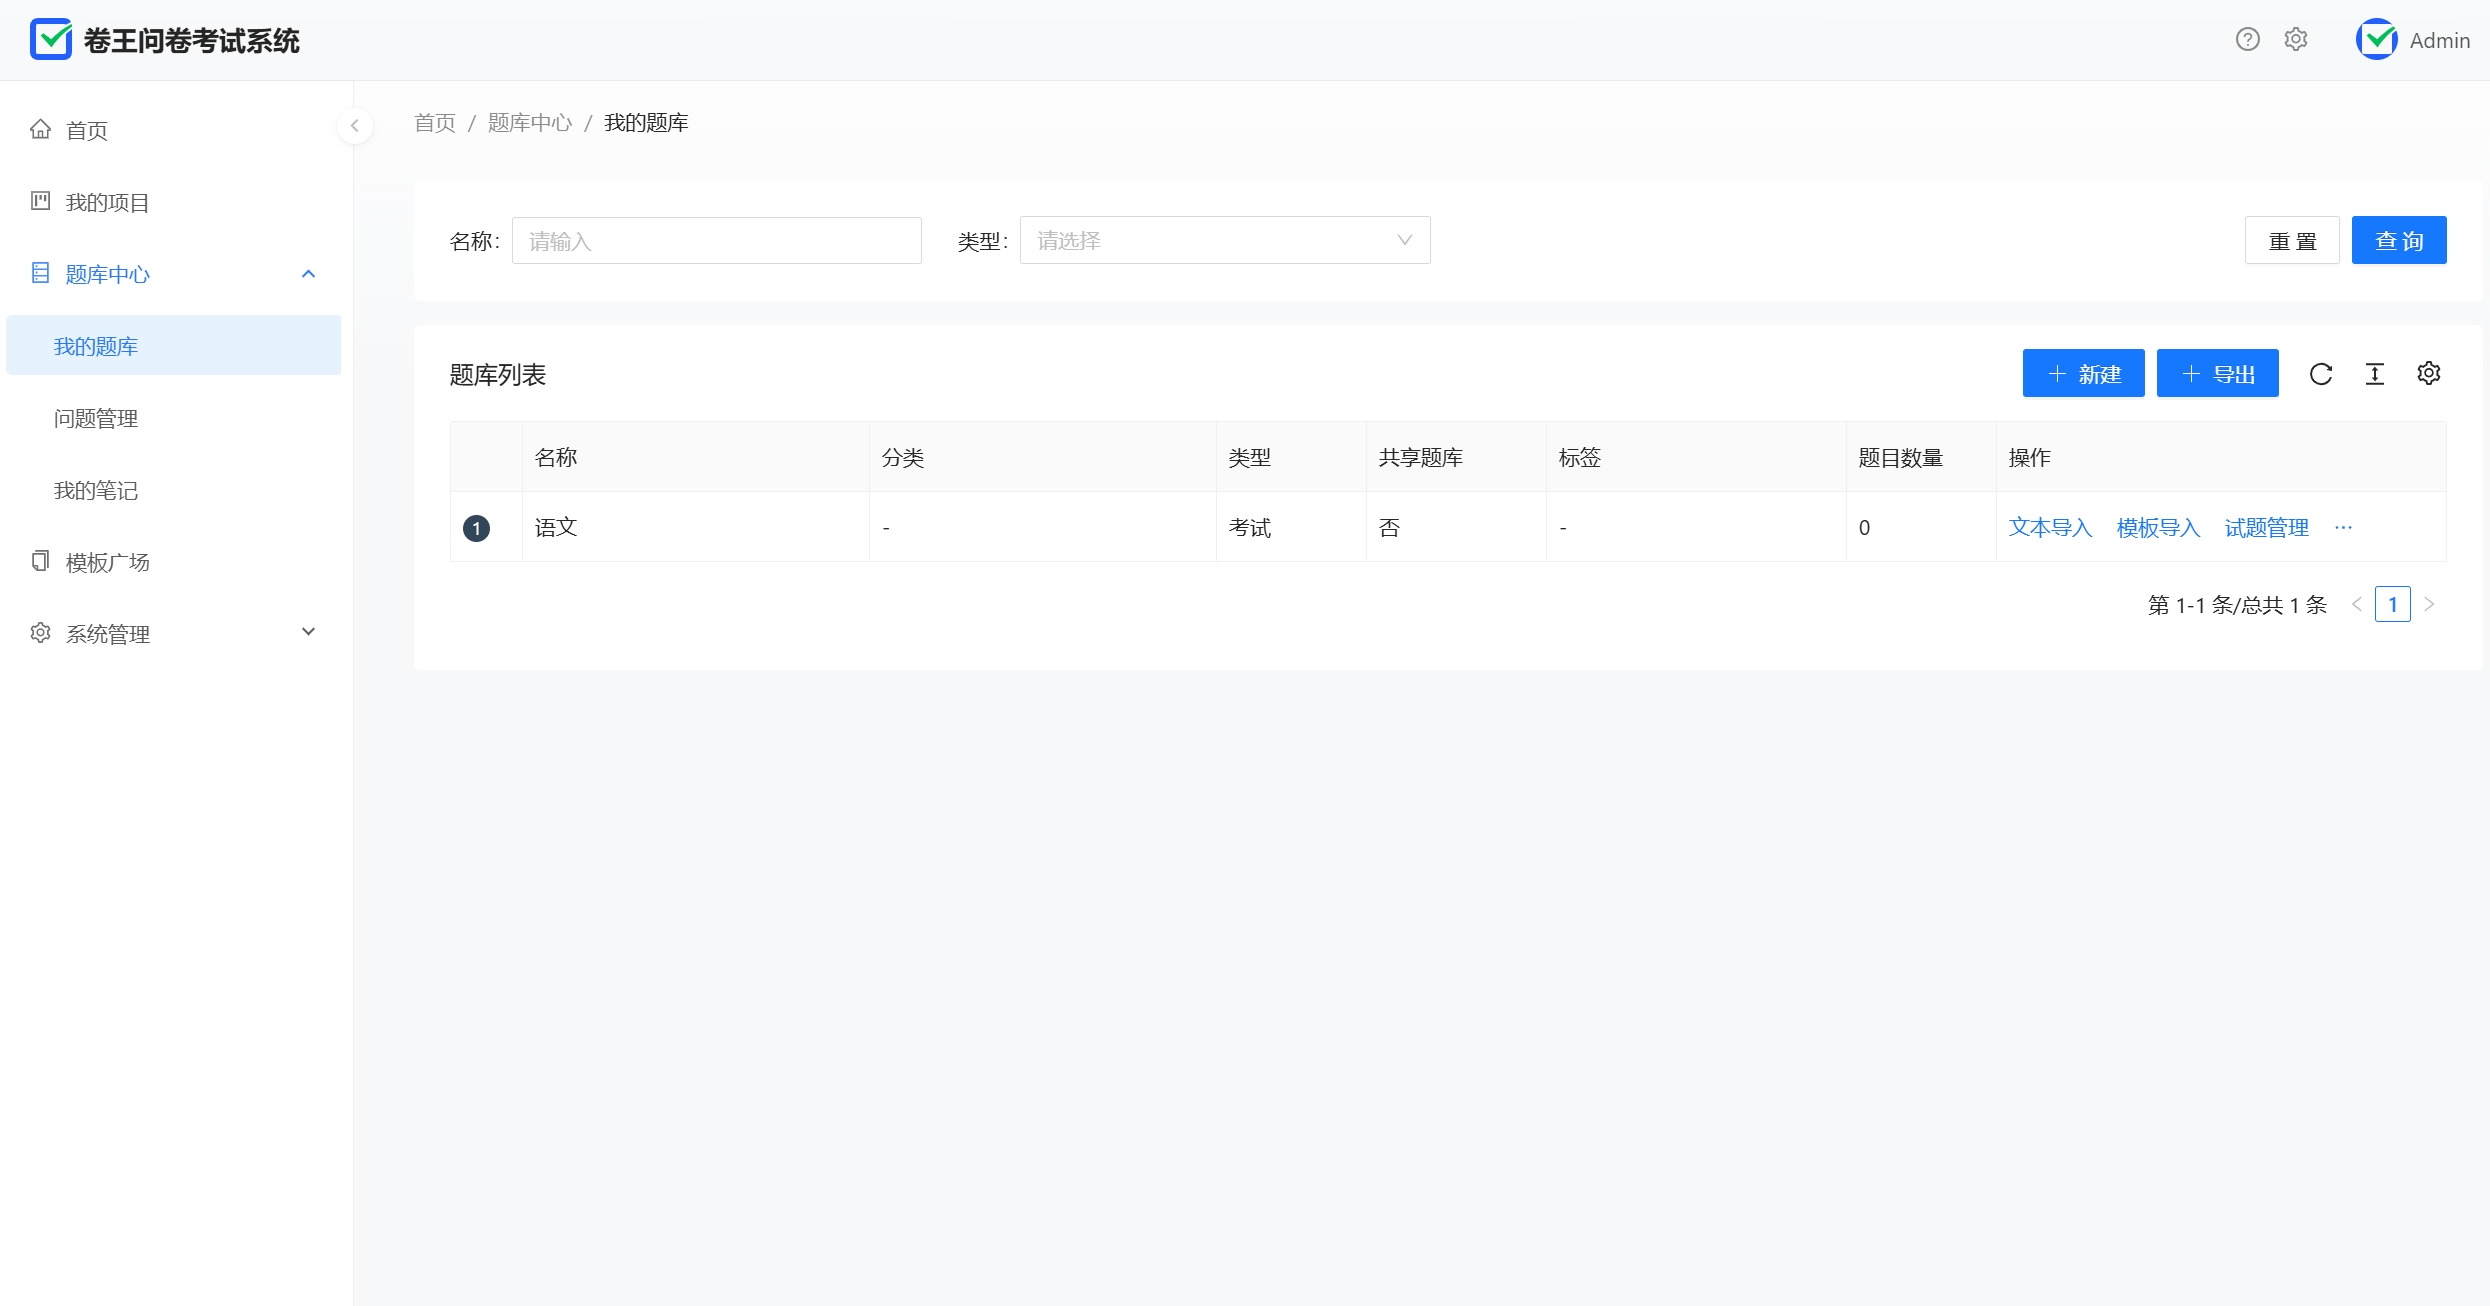 卷王问卷考试系统
Admin
首页
我的项目
题库中心
我的题库
问题管理
我的笔记
模板广场
系统管理
首页 / 题库中心 / 我的题库
名称: 请输入 类型: 请选择 重 置 查 询
题库列表 新建 导出
名称 分类 类型 共享题库 标签 题目数量 操作
1 语文 - 考试 否 - 0 文本导入 模板导入 试题管理 ···
第 1-1 条/总共 1 条 < 1 >